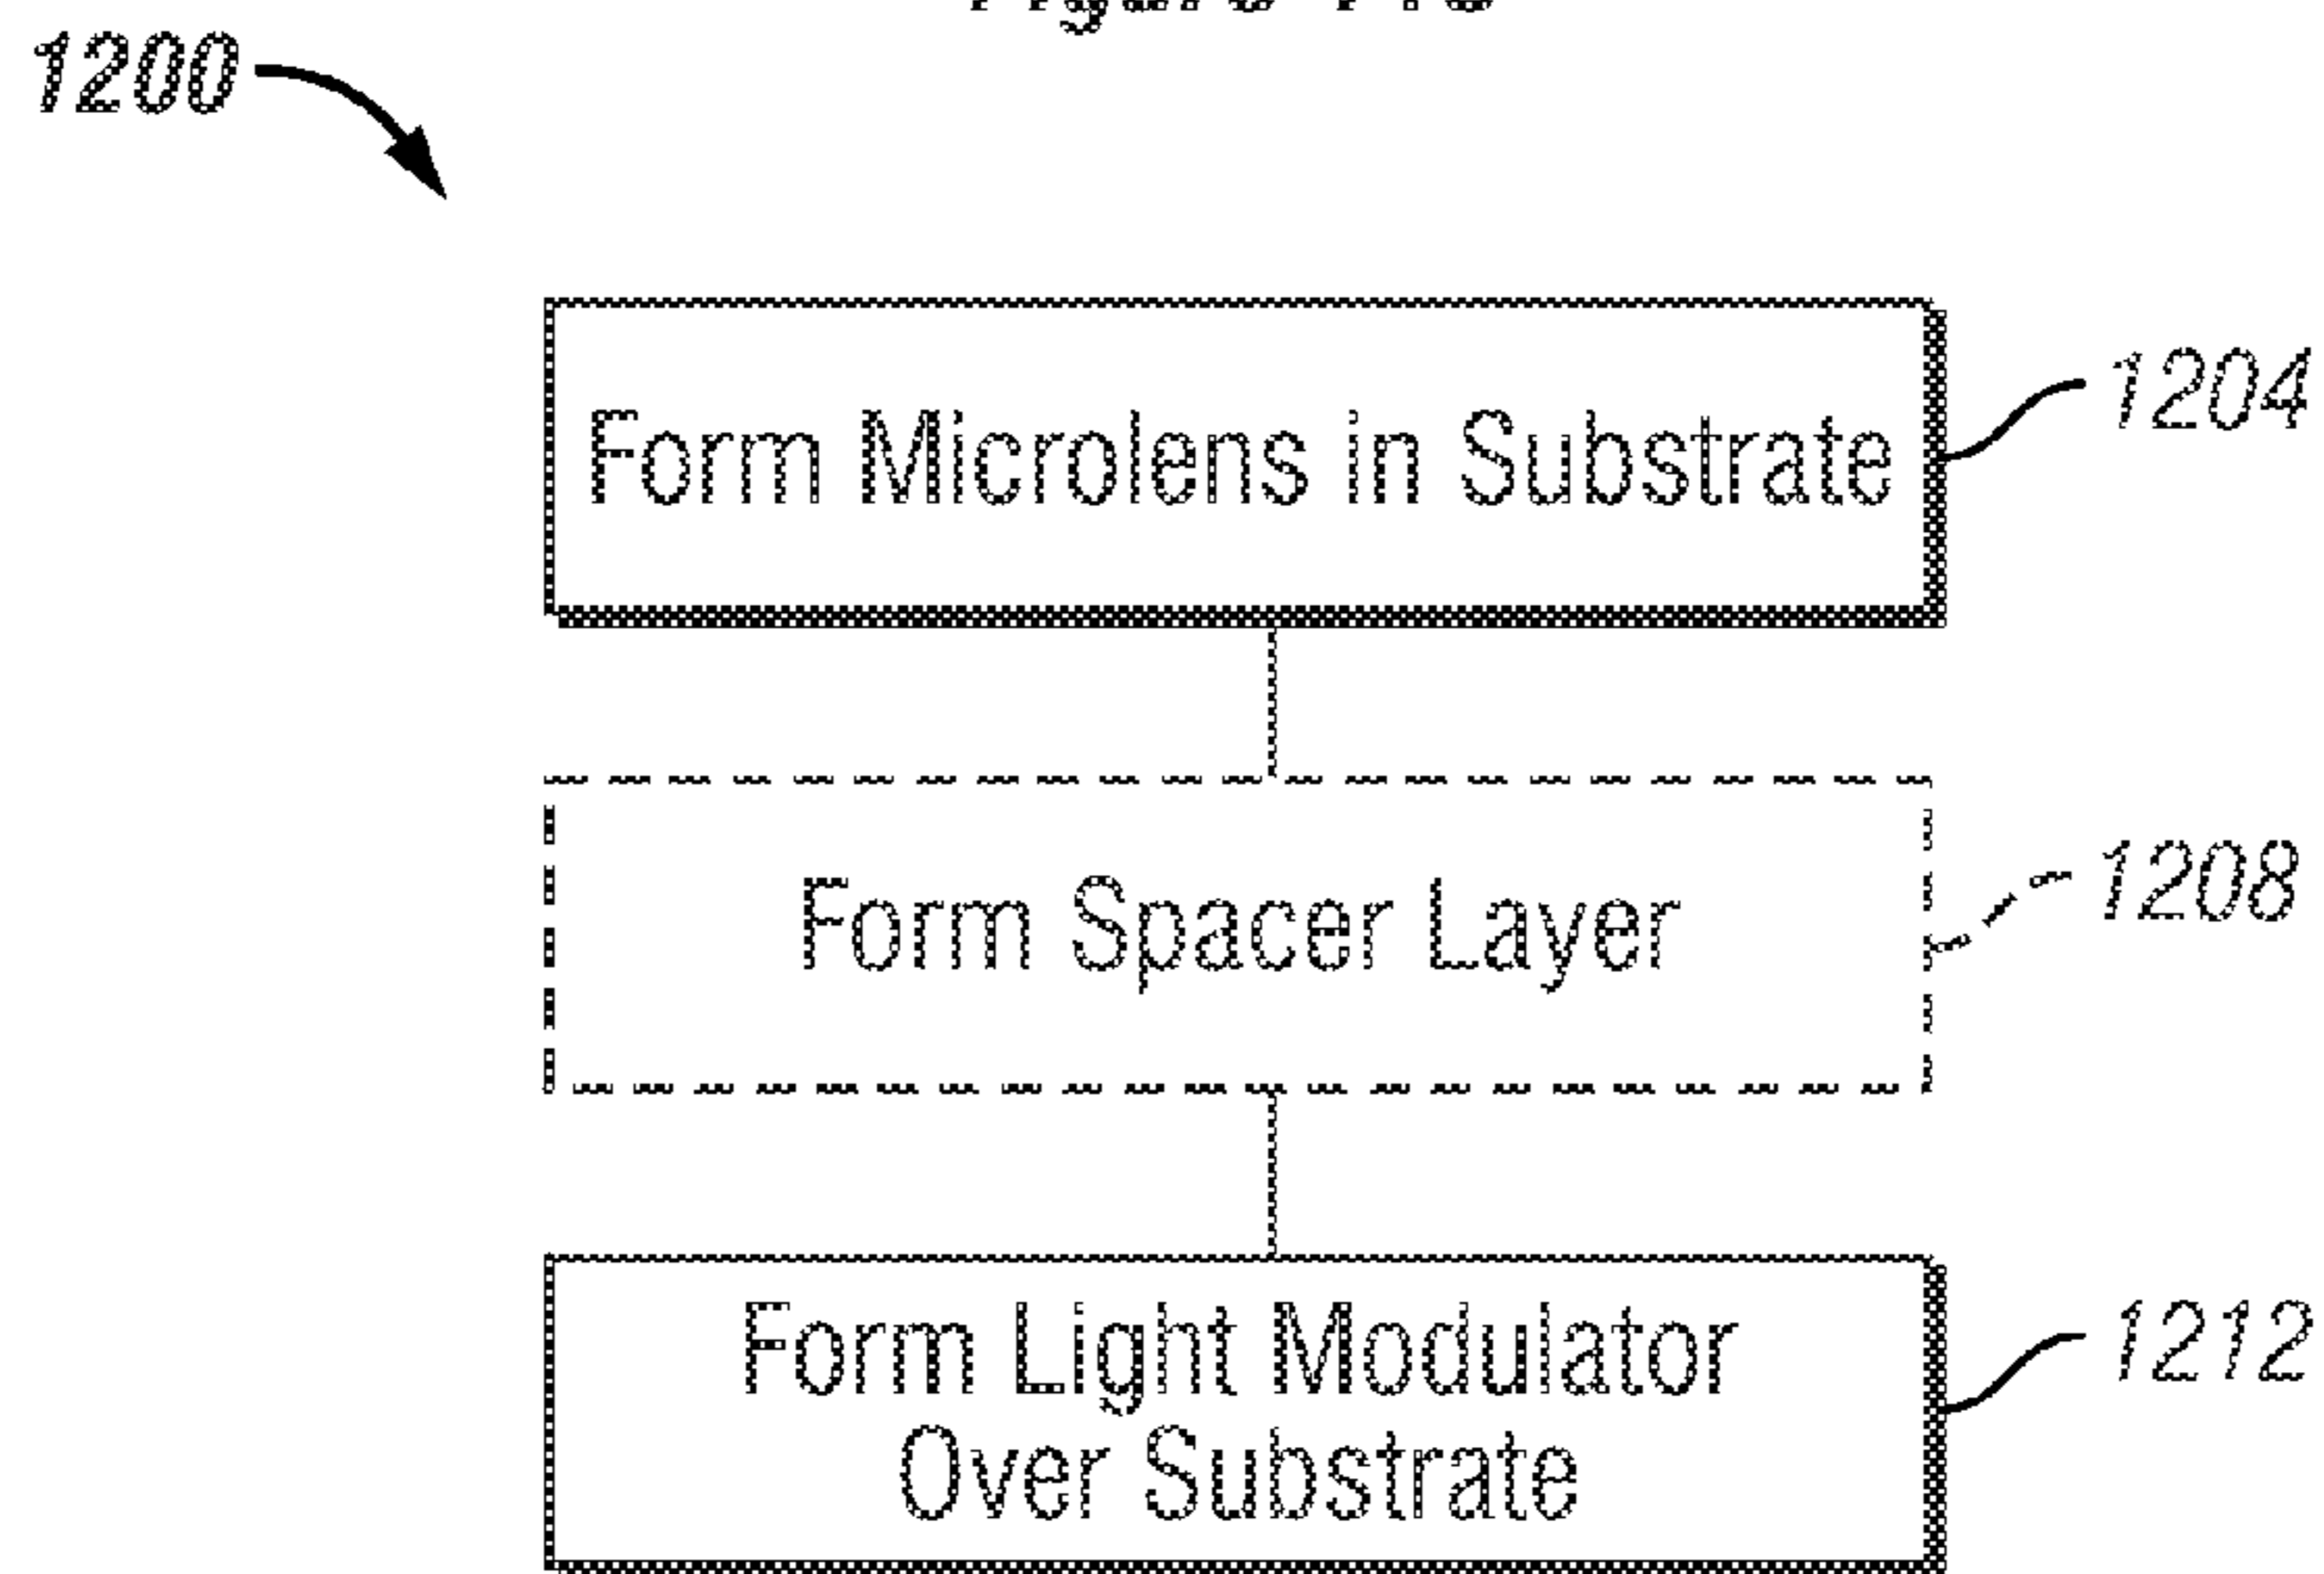 1200
Form Microlens in Substrate
1204
Form Spacer Layer
1208
Form Light Modulator
Over Substrate
1212